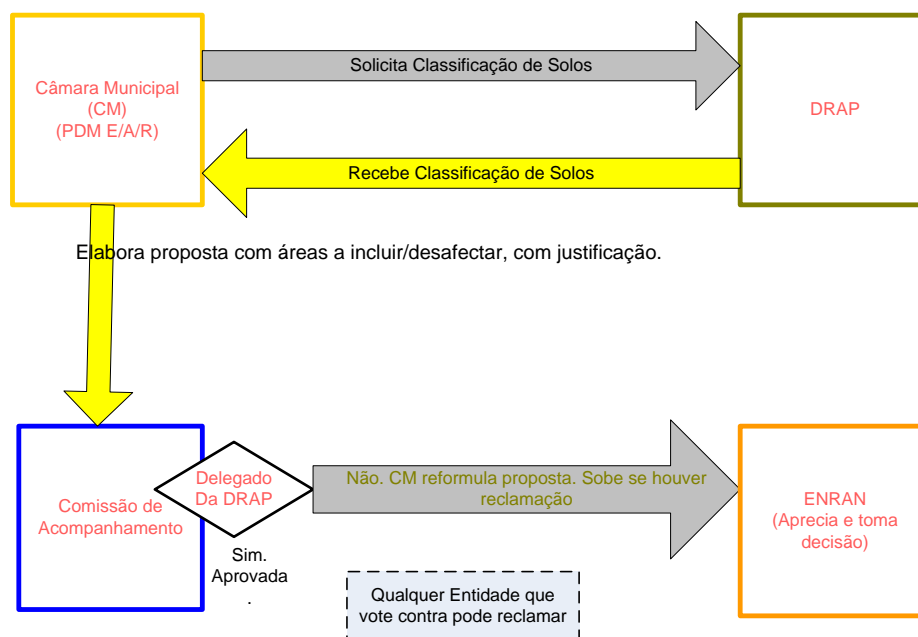 Câmara Municipal
(CM)
(PDM E/A/R)
Solicita Classificação de Solos
DRAP
Recebe Classificação de Solos
Elabora proposta com áreas a incluir/desafectar, com justificação.
Comissão de
Acompanhamento
Delegado
Da DRAP
Não. CM reformula proposta. Sobe se houver
reclamação
ENRAN
(Aprecia e toma
decisão)
Sim.
Aprovada
.
Qualquer Entidade que
vote contra pode reclamar